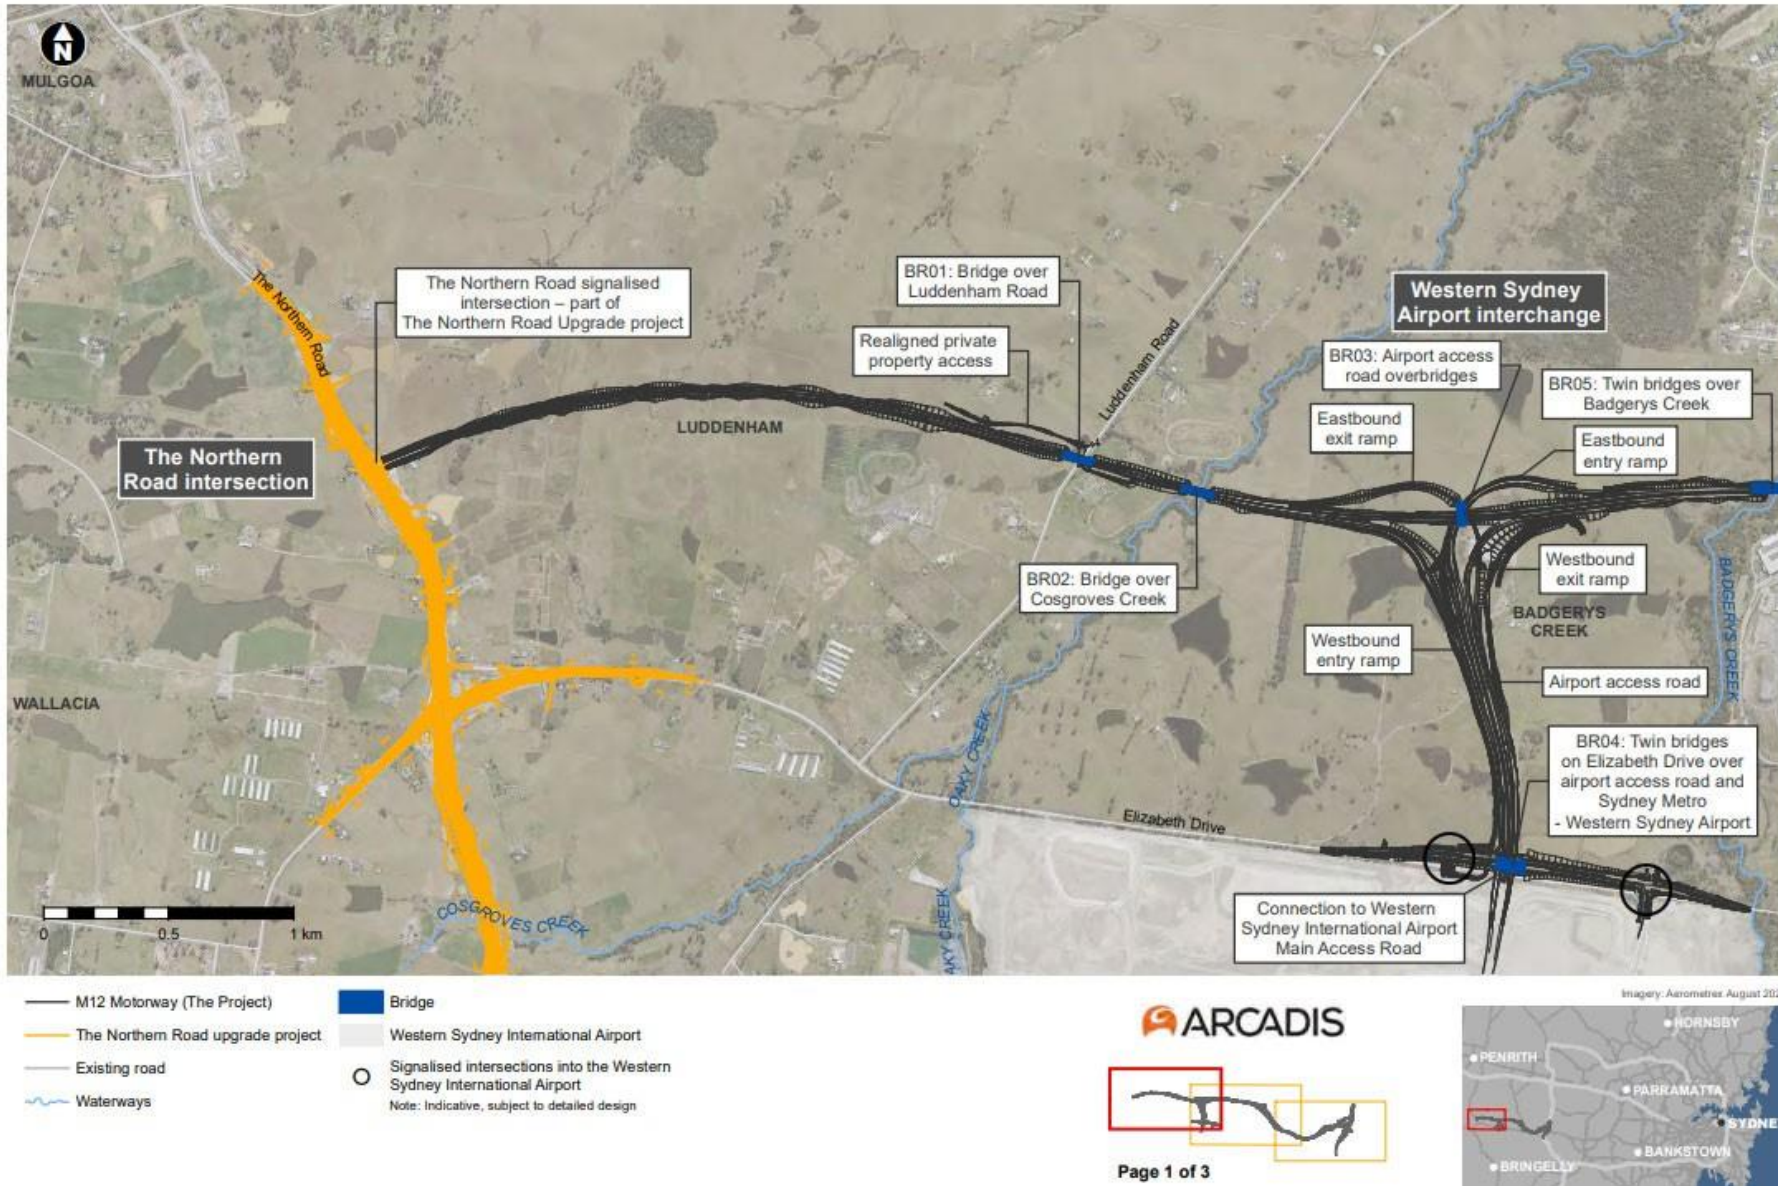 N
MULGOA
The Northern Road
The Northern Road signalised
intersection – part of
The Northern Road Upgrade project
BR01: Bridge over
Luddenham Road
Realigned private
property access
Luddenham Road
Western Sydney
Airport interchange
BR03: Airport access
road overbridges
BR05: Twin bridges over
Badgerys Creek
Eastbound
exit ramp
Eastbound
entry ramp
LUDDENHAM
The Northern
Road intersection
BR02: Bridge over
Cosgroves Creek
Westbound
exit ramp
BADGERYS
CREEK
BADGERYS CREEK
Westbound
entry ramp
Airport access road
WALLACIA
OAKY CREEK
BR04: Twin bridges
on Elizabeth Drive over
airport access road and
Sydney Metro
- Western Sydney Airport
Elizabeth Drive
COSGROVES CREEK
AKY CREEK
Connection to Western
Sydney International Airport
Main Access Road
0 0.5 1 km
Imagery: Aerometrex August 202
M12 Motorway (The Project)
The Northern Road upgrade project
Existing road
Waterways
Bridge
Western Sydney International Airport
Signalised intersections into the Western
Sydney International Airport
Note: Indicative, subject to detailed design
ARCADIS
Page 1 of 3
HORNSBY
PENRITH
PARRAMATTA
SYDNE
BANKSTOWN
BRINGELLY